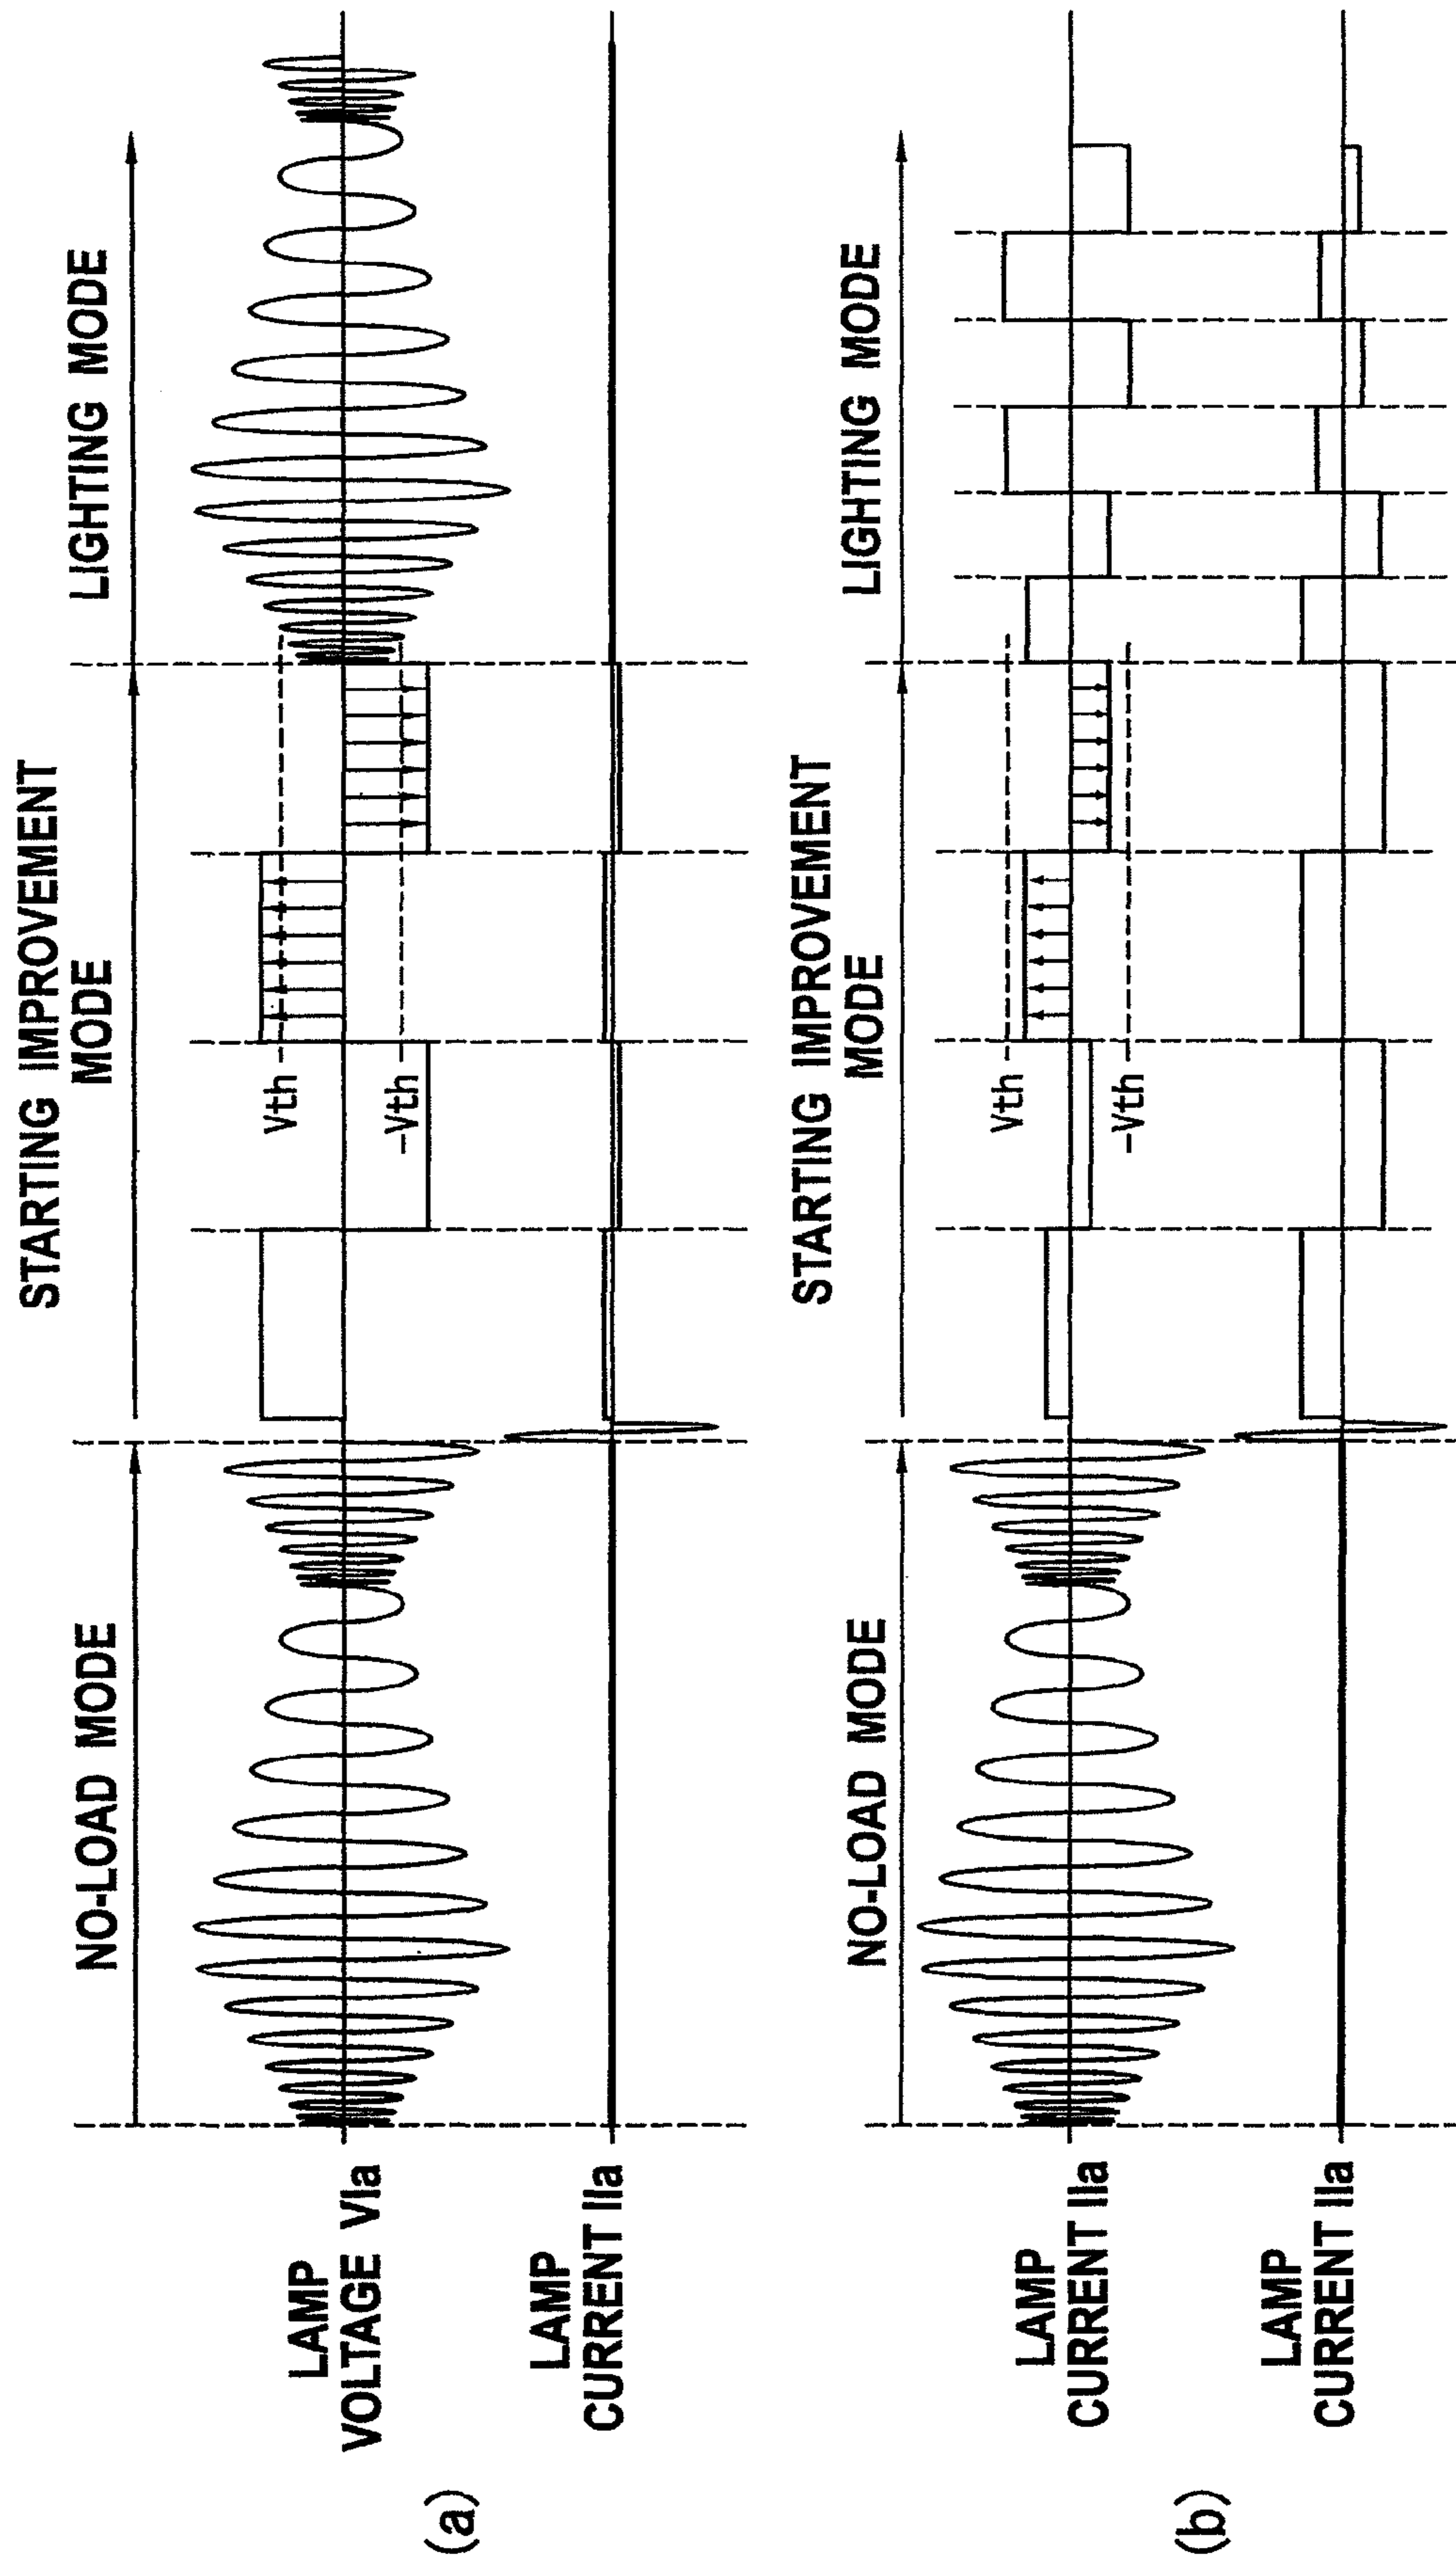 (a)
NO-LOAD MODE
STARTING IMPROVEMENT
MODE
LIGHTING MODE
LAMP
VOLTAGE Vla
Vth
-Vth
LAMP
CURRENT Ila
(b)
NO-LOAD MODE
STARTING IMPROVEMENT
MODE
LIGHTING MODE
LAMP
CURRENT Ila
Vth
-Vth
LAMP
CURRENT Ila